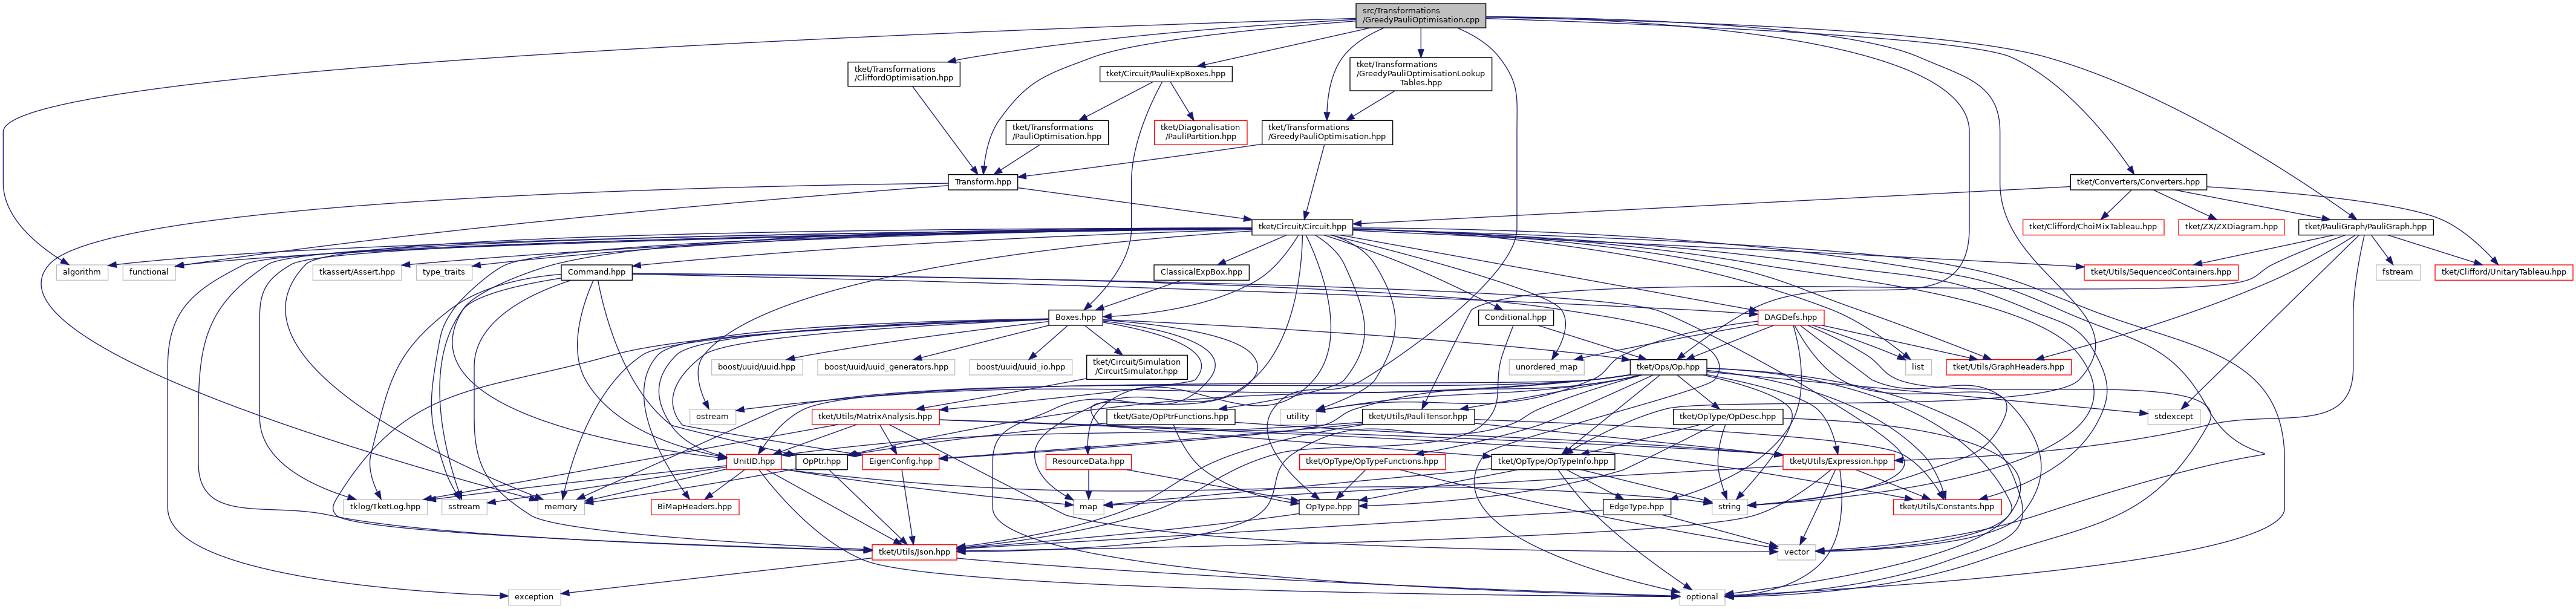 src/Transformations
/GreedyPauliOptimisation.cpp
tket/Transformations
/CliffordOptimisation.hpp
tket/Circuit/PauliExpBoxes.hpp
tket/Transformations
/GreedyPauliOptimisationLookup
Tables.hpp
tket/Transformations
/PauliOptimisation.hpp
tket/Diagonalisation
/PauliPartition.hpp
tket/Transformations
/GreedyPauliOptimisation.hpp
Transform.hpp
tket/Converters/Converters.hpp
tket/Circuit/Circuit.hpp
tket/Clifford/ChoiMixTableau.hpp
tket/ZX/ZXDiagram.hpp
tket/PauliGraph/PauliGraph.hpp
algorithm
functional
tkassert/Assert.hpp
type_traits
Command.hpp
ClassicalExpBox.hpp
tket/Utils/SequencedContainers.hpp
fstream
tket/Clifford/UnitaryTableau.hpp
Boxes.hpp
Conditional.hpp
DAGDefs.hpp
boost/uuid/uuid.hpp
boost/uuid/uuid_generators.hpp
boost/uuid/uuid_io.hpp
tket/Circuit/Simulation
/CircuitSimulator.hpp
unordered_map
tket/Ops/Op.hpp
list
tket/Utils/GraphHeaders.hpp
ostream
tket/Utils/MatrixAnalysis.hpp
tket/Gate/OpPtrFunctions.hpp
utility
tket/Utils/PauliTensor.hpp
tket/OpType/OpDesc.hpp
stdexcept
UnitID.hpp
OpPtr.hpp
EigenConfig.hpp
ResourceData.hpp
tket/OpType/OpTypeFunctions.hpp
tket/OpType/OpTypeInfo.hpp
tket/Utils/Expression.hpp
tklog/TketLog.hpp
sstream
memory
BiMapHeaders.hpp
map
OpType.hpp
EdgeType.hpp
string
tket/Utils/Constants.hpp
tket/Utils/Json.hpp
vector
exception
optional